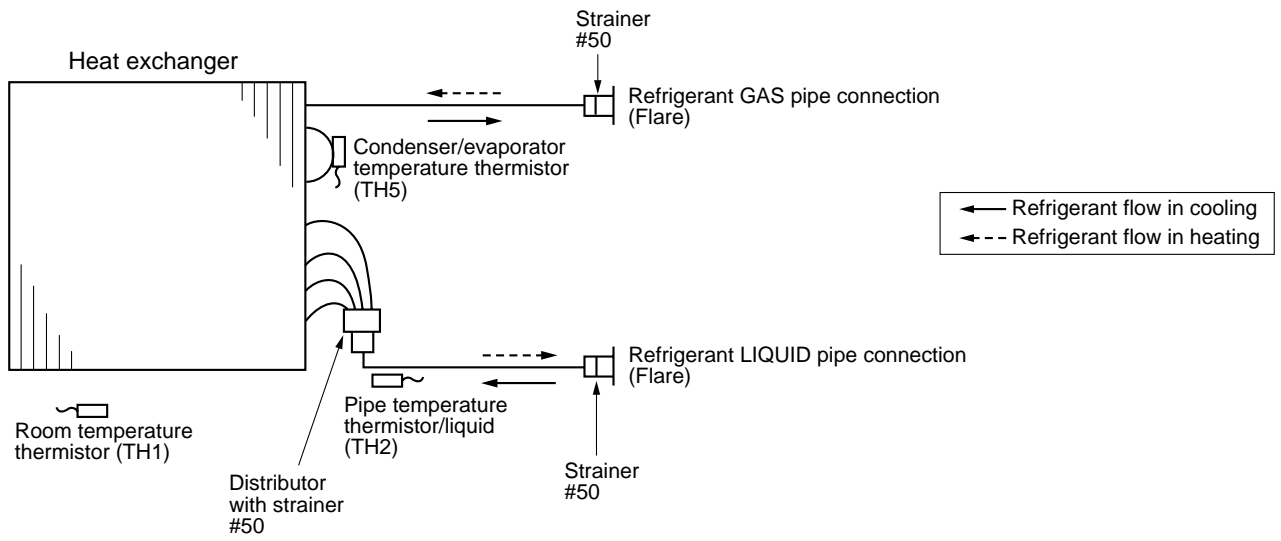 Strainer
#50
Heat exchanger
Refrigerant GAS pipe connection
(Flare)
Condenser/evaporator
temperature thermistor
(TH5)
Refrigerant flow in cooling
Refrigerant flow in heating
Refrigerant LIQUID pipe connection
(Flare)
Pipe temperature
thermistor/liquid
(TH2)
Room temperature
thermistor (TH1)
Strainer
#50
Distributor
with strainer
#50